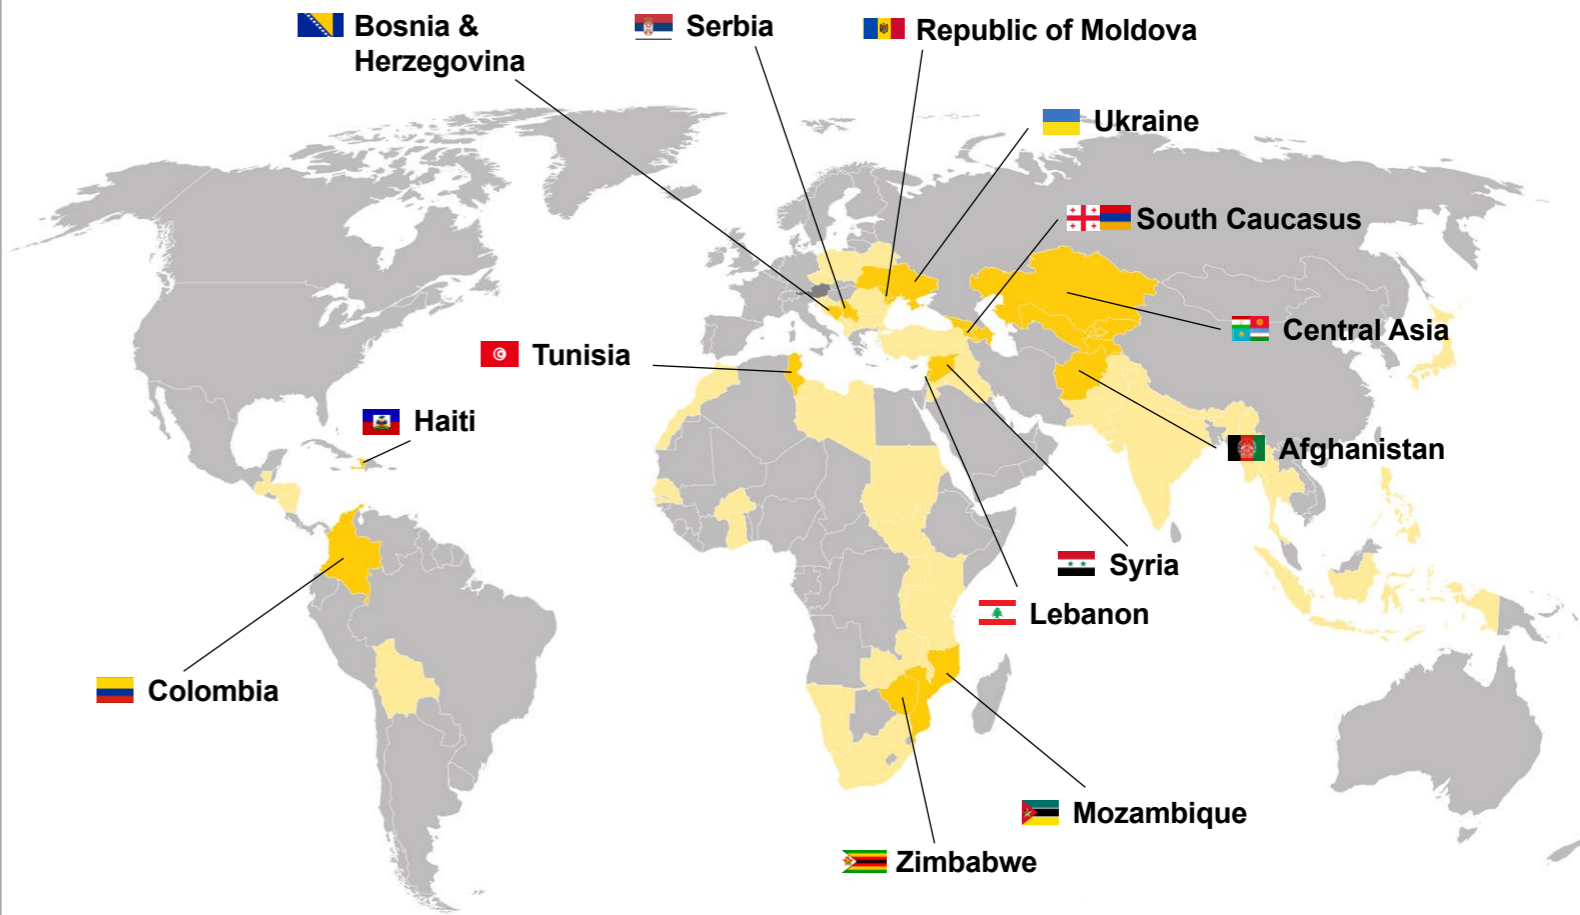 Bosnia &
Herzegovina
Serbia
Republic of Moldova
Ukraine
South Caucasus
Central Asia
Tunisia
Haiti
Afghanistan
Syria
Lebanon
Colombia
Mozambique
Zimbabwe